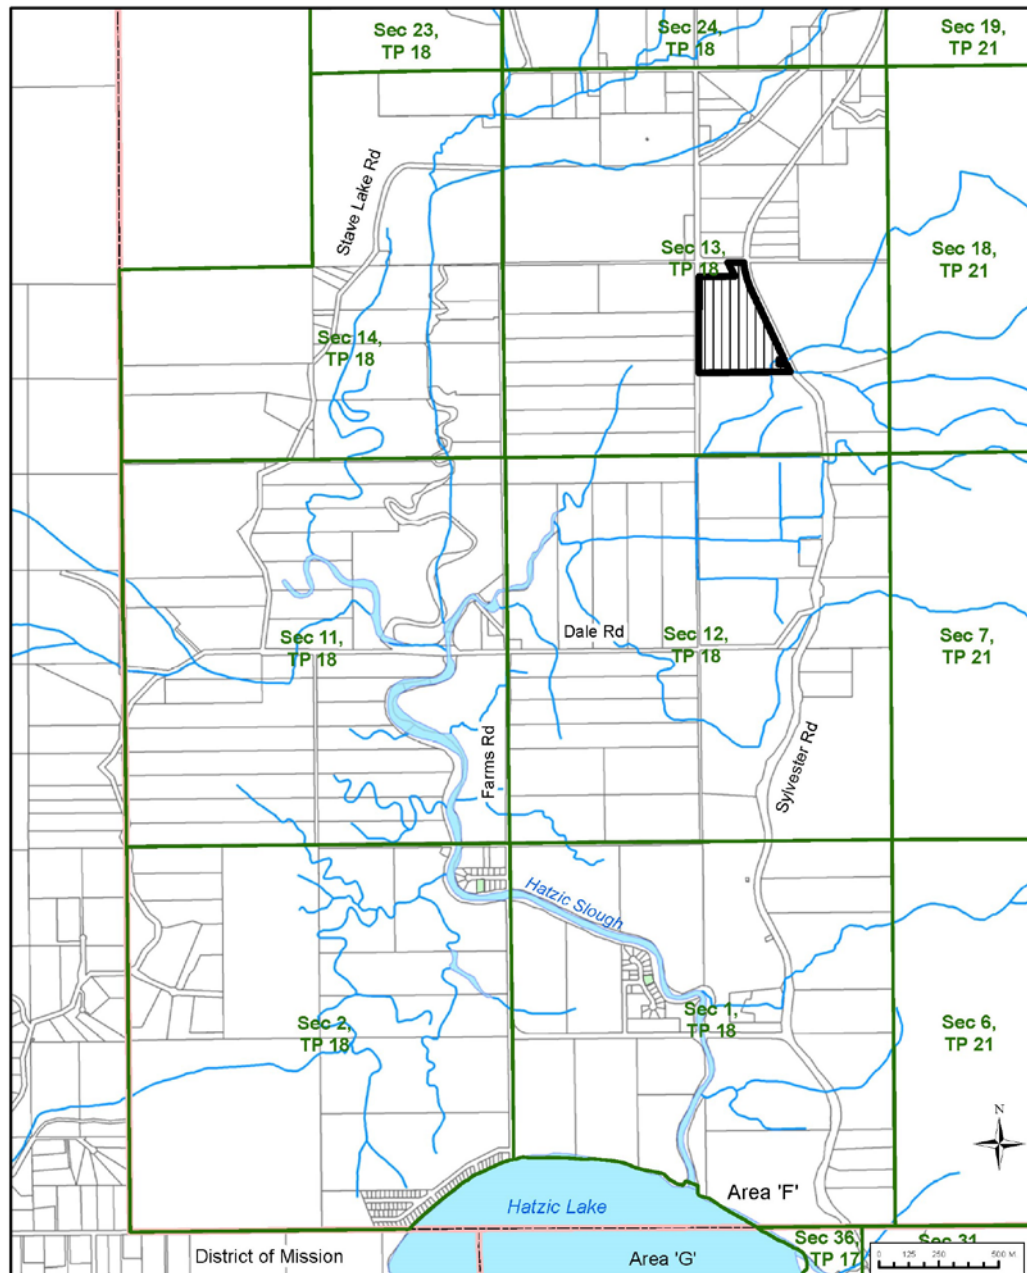 Sec 23,
TP 18
Sec 24,
TP 18
Sec 19,
TP 21
Stave Lake Rd
Sec 13,
TP 18
Sec 18,
TP 21
Sec 14,
TP 18
Dale Rd
Sec 11,
TP 18
Sec 12,
TP 18
Sec 7,
TP 21
Farms Rd
Sylvester Rd
Hatzic Slough
Sec 2,
TP 18
Sec 1,
TP 18
Sec 6,
TP 21
N
Area 'F'
Hatzic Lake
District of Mission
Area 'G'
Sec 36,
TP 17
Sec 31
0 125 250 500 M